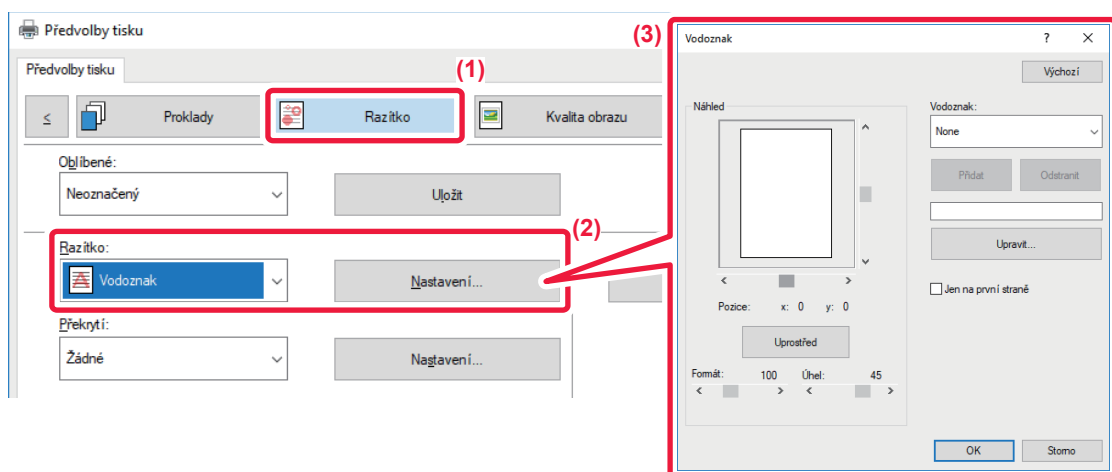 Předvolby tisku
Předvolby tisku
(1)
≤
Proklady
Razítko
Kvalita obrazu
Oblíbené:
Neoznačený
Uložit
(2)
Razítko:
Vodoznak
Nastavení...
Překrytí:
Žádné
Nastavení...
(3)
Vodoznak
?
Výchozí
Náhled
Vodoznak:
None
Přidat
Odstranit
Upravit...
Jen na první straně
Pozice: x: 0 y: 0
Uprostřed
Formát: 100 Úhel: 45
OK
Storno